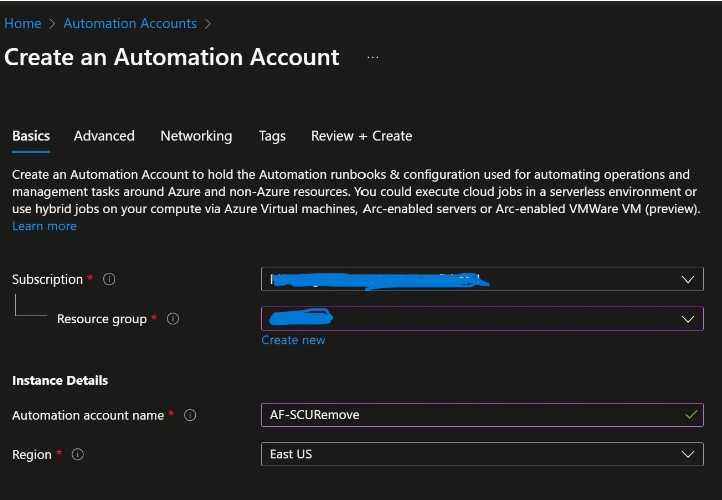 Home > Automation Accounts >
Create an Automation Account ...
Basics Advanced Networking Tags Review + Create
Create an Automation Account to hold the Automation runbooks & configuration used for automating operations and
management tasks around Azure and non-Azure resources. You could execute cloud jobs in a serverless environment or
use hybrid jobs on your compute via Azure Virtual machines, Arc-enabled servers or Arc-enabled VMWare VM (preview).
Learn more
Subscription *
Resource group *
Create new
Instance Details
Automation account name * AF-SCURemove
Region * East US